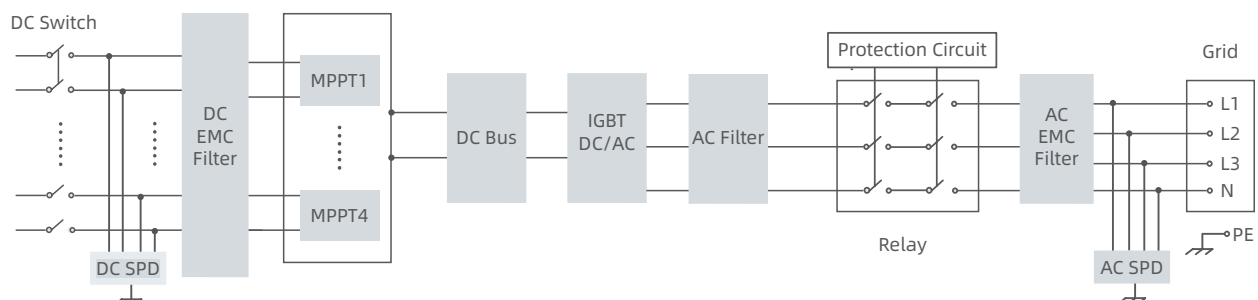 DC Switch
DC
EMC
Filter
DC SPD
MPPT1
MPPT4
DC Bus
IGBT
DC/AC
AC Filter
Protection Circuit
Relay
AC
EMC
Filter
Grid
L1
L2
L3
N
PE
AC SPD